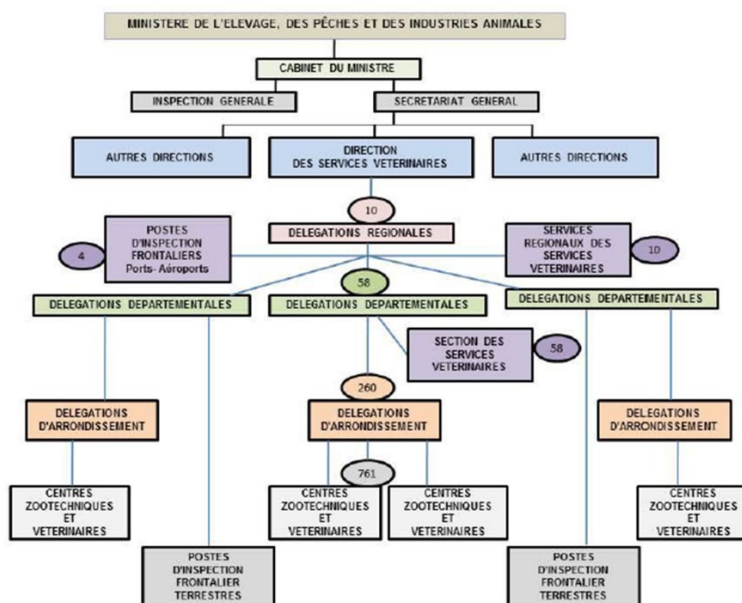 MINISTERE DE L'ELEVAGE, DES PÊCHES ET DES INDUSTRIES ANIMALES
CABINET DU MINISTRE
INSPECTION GENERALE
SECRETARIAT GENERAL
AUTRES DIRECTIONS
DIRECTION
DES SERVICES VETERINAIRES
AUTRES DIRECTIONS
10
DELEGATIONS REGIONALES
4
POSTES
D'INSPECTION
FRONTALIERS
Ports- Aéroports
SERVICES
REGIONAUX DES
SERVICES
VETERINAIRES
10
58
DELEGATIONS DEPARTEMENTALES
DELEGATIONS DEPARTEMENTALES
DELEGATIONS DEPARTEMENTALES
SECTION DES
SERVICES
VETERINAIRES
58
260
DELEGATIONS
D'ARRONDISSEMENT
DELEGATIONS
D'ARRONDISSEMENT
DELEGATIONS
D'ARRONDISSEMENT
761
CENTRES
ZOOTECHNIQUES
ET
VETERINAIRES
CENTRES
ZOOTECHNIQUES
ET
VETERINAIRES
CENTRES
ZOOTECHNIQUES
ET
VETERINAIRES
CENTRES
ZOOTECHNIQUES
ET
VETERINAIRES
POSTES
D'INSPECTION
FRONTALIER
TERRESTRES
POSTES
D'INSPECTION
FRONTALIER
TERRESTRES